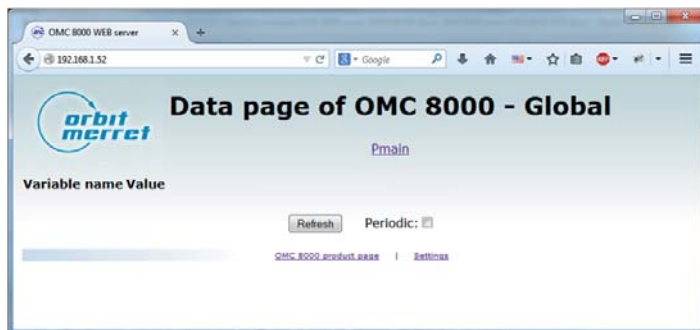 OMC 8000 WEB server
192.168.1.52
Google
orbit
merret
Data page of OMC 8000 - Global
Pmain
Variable name Value
Refresh Periodic:
OMC 8000 product page | Settings